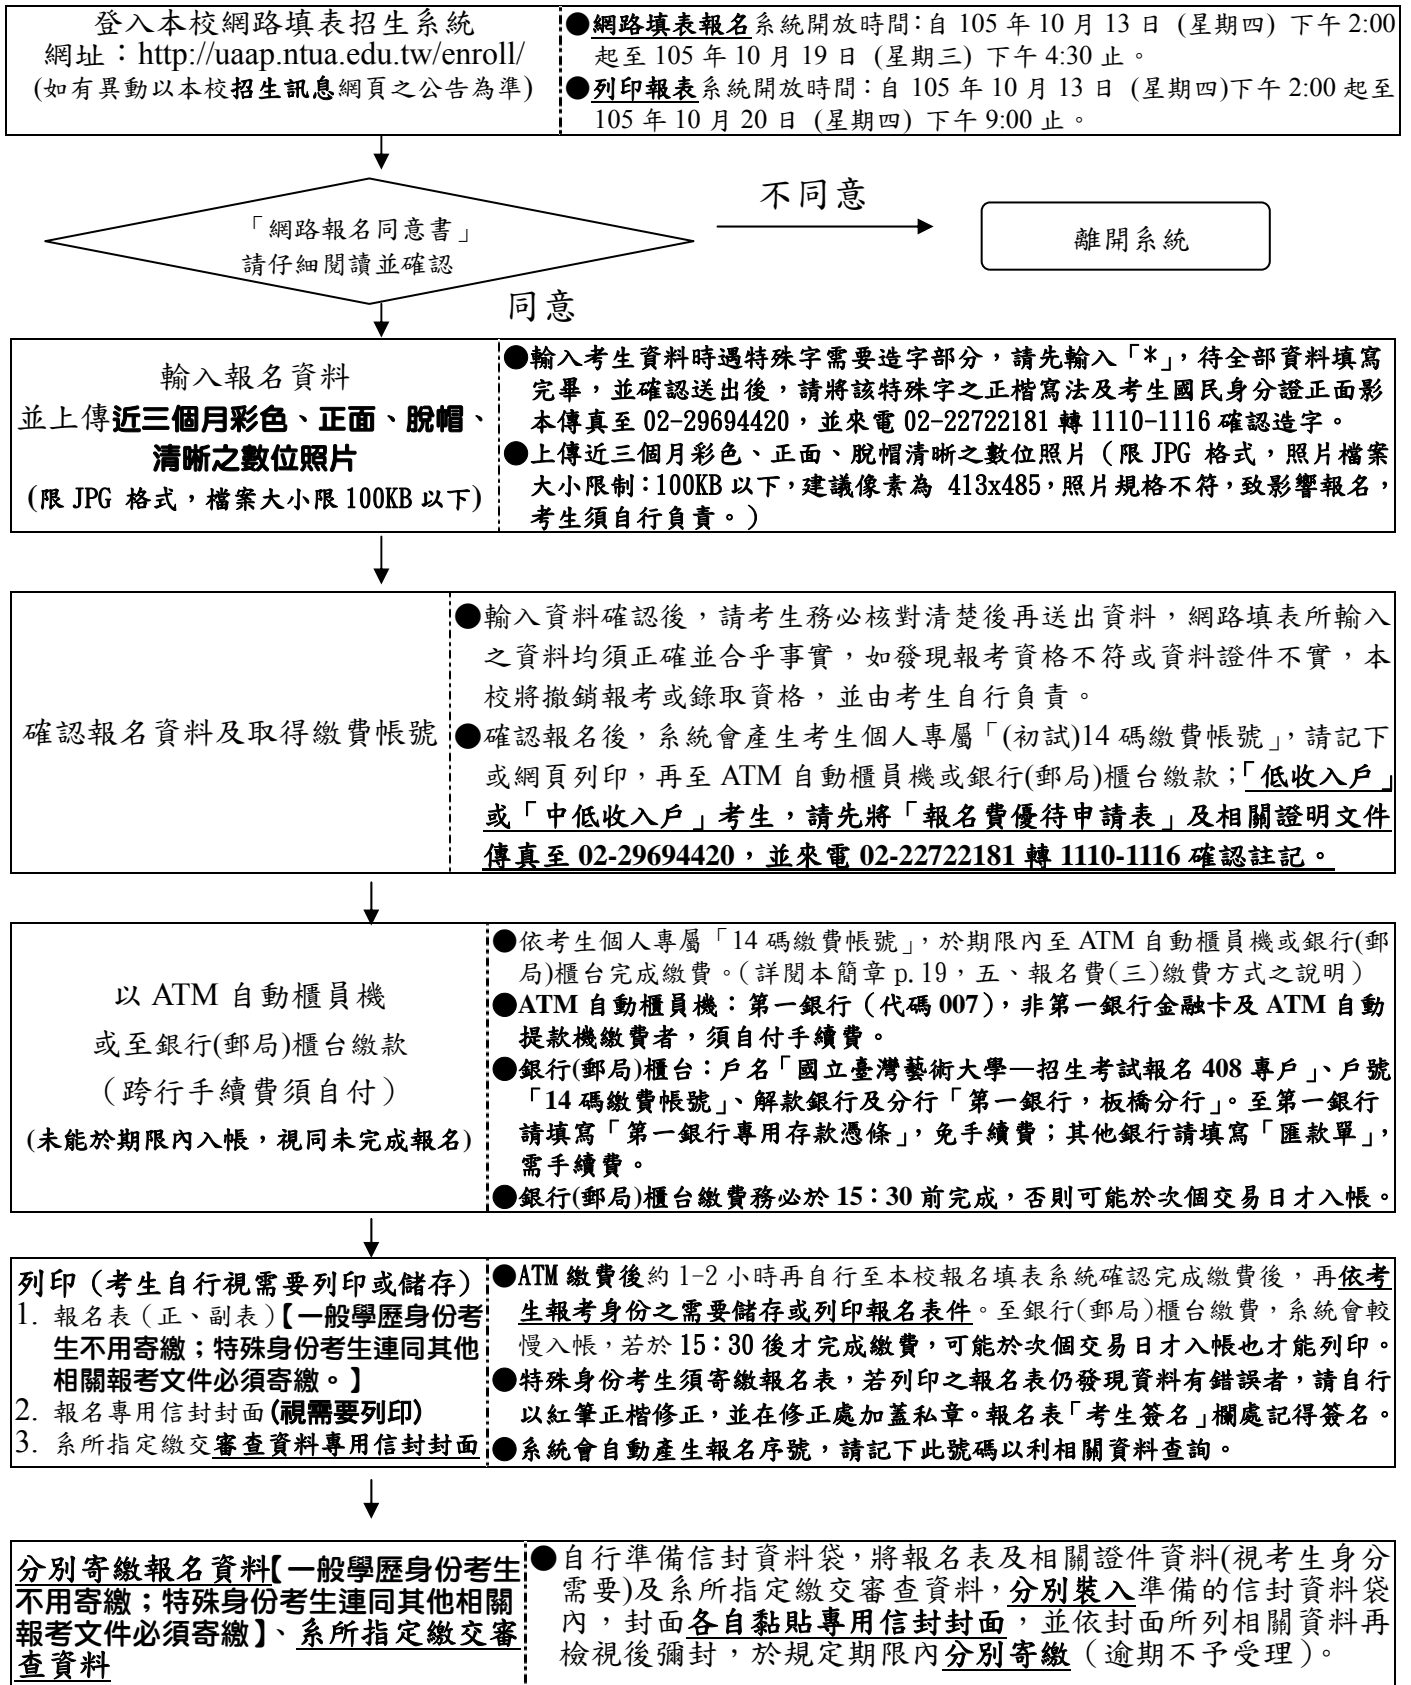 登入本校網路填表招生系統
網址：http://uaap.ntua.edu.tw/enroll/
(如有異動以本校招生訊息網頁之公告為準)
●網路填表報名系統開放時間：自 105 年 10 月 13 日 (星期四) 下午 2:00
起至 105 年 10 月 19 日 (星期三) 下午 4:30 止。
●列印報表系統開放時間：自 105 年 10 月 13 日 (星期四)下午 2:00 起至
105 年 10 月 20 日 (星期四) 下午 9:00 止。
「網路報名同意書」
請仔細閱讀並確認
不同意
離開系統
同意
輸入報名資料
並上傳近三個月彩色、正面、脫帽、
清晰之數位照片
(限 JPG 格式，檔案大小限 100KB 以下)
●輸入考生資料時遇特殊字需要造字部分，請先輸入「*」，待全部資料填寫
完畢，並確認送出後，請將該特殊字之正楷寫法及考生國民身分證正面影
本傳真至 02-29694420，並來電 02-22722181 轉 1110-1116 確認造字。
●上傳近三個月彩色、正面、脫帽清晰之數位照片（限 JPG 格式，照片檔案
大小限制：100KB 以下，建議像素為 413x485，照片規格不符，致影響報名，
考生須自行負責。）
確認報名資料及取得繳費帳號
●輸入資料確認後，請考生務必核對清楚後再送出資料，網路填表所輸入
之資料均須正確並合乎事實，如發現報考資格不符或資料證件不實，本
校將撤銷報考或錄取資格，並由考生自行負責。
●確認報名後，系統會產生考生個人專屬「(初試)14 碼繳費帳號」，請記下
或網頁列印，再至 ATM 自動櫃員機或銀行(郵局)櫃台繳款；「低收入戶」
或「中低收入戶」考生，請先將「報名費優待申請表」及相關證明文件
傳真至 02-29694420，並來電 02-22722181 轉 1110-1116 確認註記。
以 ATM 自動櫃員機
或至銀行(郵局)櫃台繳款
（跨行手續費須自付）
(未能於期限內入帳，視同未完成報名)
●依考生個人專屬「14 碼繳費帳號」，於期限內至 ATM 自動櫃員機或銀行(郵
局)櫃台完成繳費。（詳閱本簡章 p.19，五、報名費(三)繳費方式之說明）
●ATM 自動櫃員機：第一銀行（代碼 007），非第一銀行金融卡及 ATM 自動
提款機繳費者，須自付手續費。
●銀行(郵局)櫃台：戶名「國立臺灣藝術大學—招生考試報名 408 專戶」、戶號
「14 碼繳費帳號」、解款銀行及分行「第一銀行，板橋分行」。至第一銀行
請填寫「第一銀行專用存款憑條」，免手續費；其他銀行請填寫「匯款單」，
需手續費。
●銀行(郵局)櫃台繳費務必於 15：30 前完成，否則可能於次個交易日才入帳。
列印（考生自行視需要列印或儲存）
1. 報名表（正、副表）【一般學歷身份考
生不用寄繳；特殊身份考生連同其他
相關報考文件必須寄繳。】
2. 報名專用信封封面(視需要列印)
3. 系所指定繳交審查資料專用信封封面
●ATM 繳費後約 1-2 小時再自行至本校報名填表系統確認完成繳費後，再依考
生報考身份之需要儲存或列印報名表件。至銀行(郵局)櫃台繳費，系統會較
慢入帳，若於 15：30 後才完成繳費，可能於次個交易日才入帳也才能列印。
●特殊身份考生須寄繳報名表，若列印之報名表仍發現資料有錯誤者，請自行
以紅筆正楷修正，並在修正處加蓋私章。報名表「考生簽名」欄處記得簽名。
●系統會自動產生報名序號，請記下此號碼以利相關資料查詢。
分別寄繳報名資料【一般學歷身份考生
不用寄繳；特殊身份考生連同其他相關
報考文件必須寄繳】、系所指定繳交審
查資料
●自行準備信封資料袋，將報名表及相關證件資料(視考生身分
需要)及系所指定繳交審查資料，分別裝入準備的信封資料袋
內，封面各自黏貼專用信封封面，並依封面所列相關資料再
檢視後彌封，於規定期限內分別寄繳（逾期不予受理）。